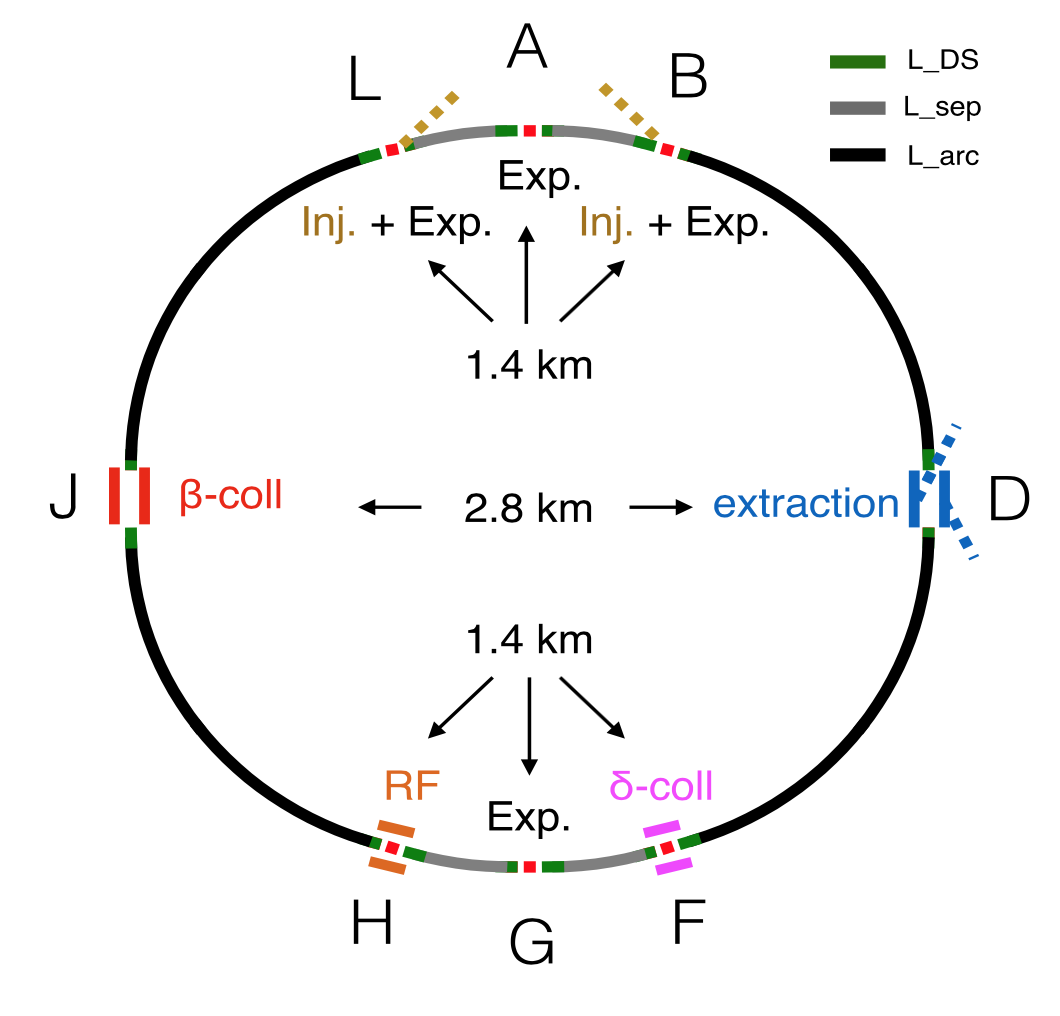 A
L
B
L_DS
L_sep
L_arc
Exp.
Inj. + Exp.
Inj. + Exp.
1.4 km
J
β-coll
2.8 km
extraction
D
1.4 km
RF
δ-coll
Exp.
H
G
F